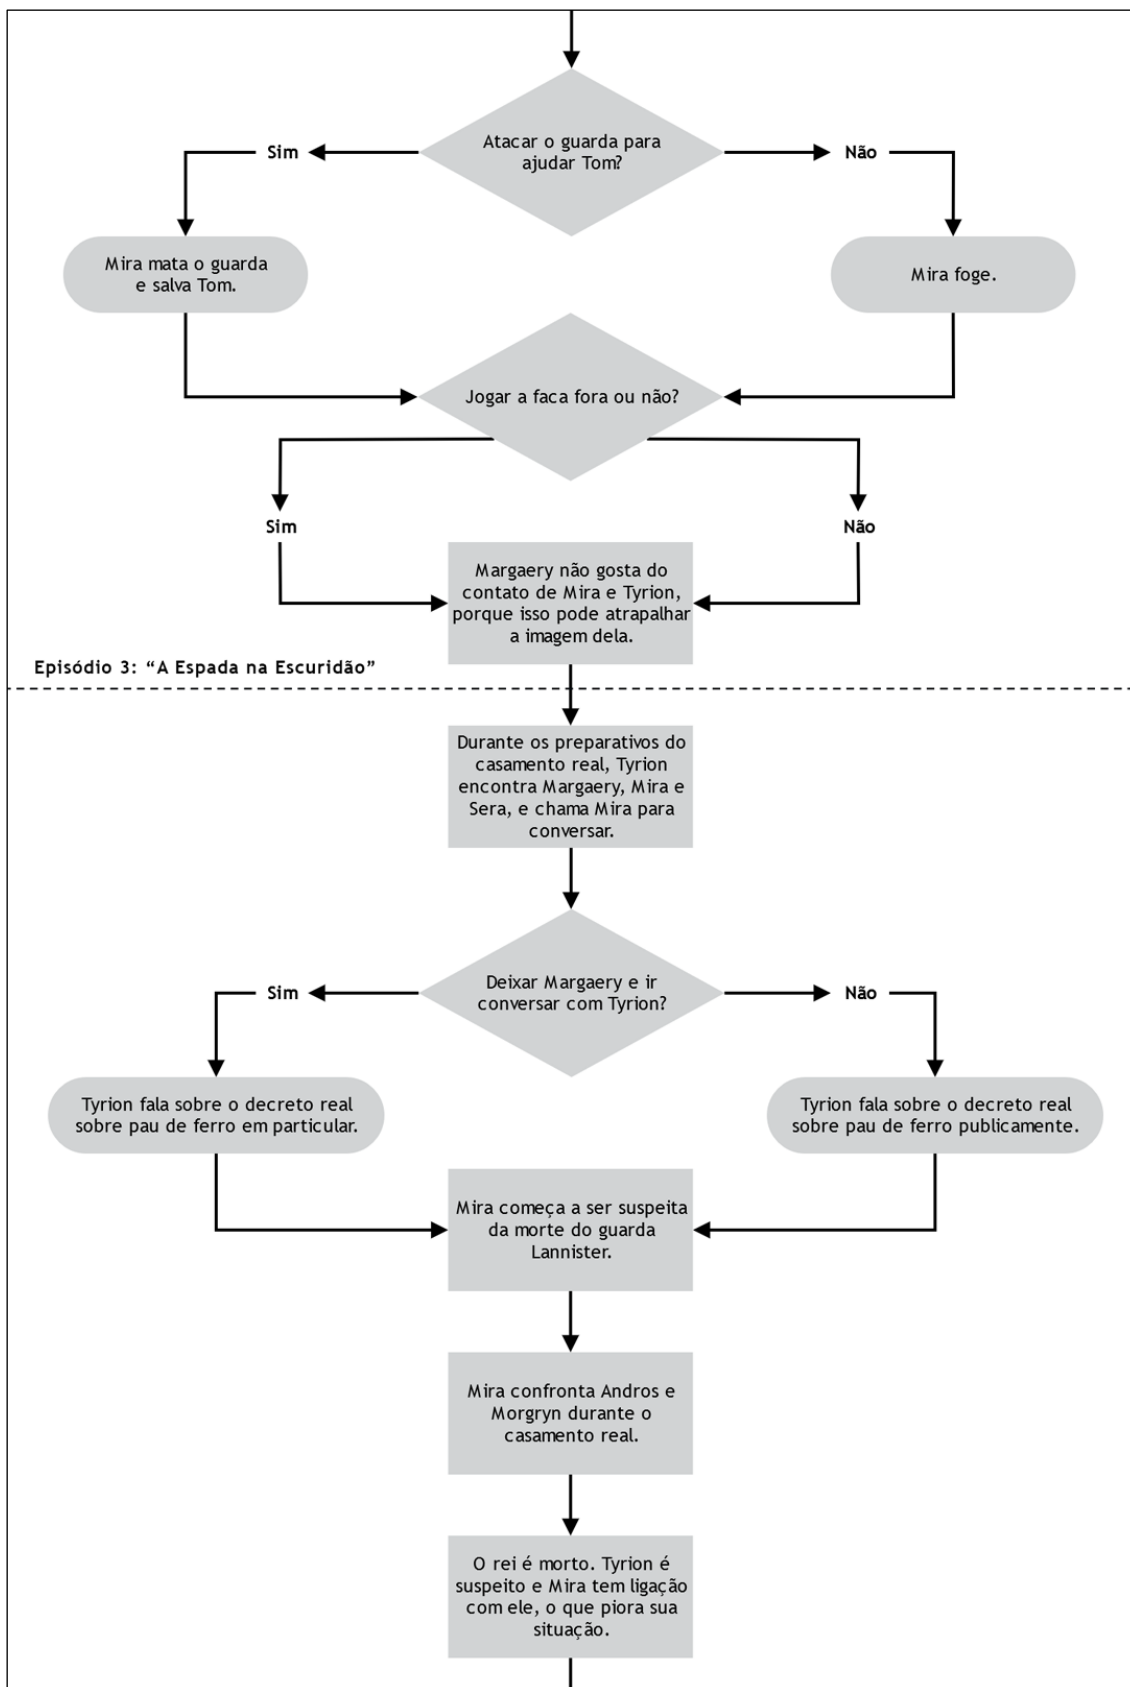 Atacar o guarda para
ajudar Tom?
Sim
Não
Mira mata o guarda
e salva Tom.
Mira foge.
Jogar a faca fora ou não?
Sim
Não
Margaery não gosta do
contato de Mira e Tyrion,
porque isso pode atrapalhar
a imagem dela.
Episódio 3: “A Espada na Escuridão”
Durante os preparativos do
casamento real, Tyrion
encontra Margaery, Mira e
Sera, e chama Mira para
conversar.
Deixar Margaery e ir
conversar com Tyrion?
Sim
Não
Tyrion fala sobre o decreto real
sobre pau de ferro em particular.
Tyrion fala sobre o decreto real
sobre pau de ferro publicamente.
Mira começa a ser suspeita
da morte do guarda
Lannister.
Mira confronta Andros e
Morgryn durante o
casamento real.
O rei é morto. Tyrion é
suspeito e Mira tem ligação
com ele, o que piora sua
situação.